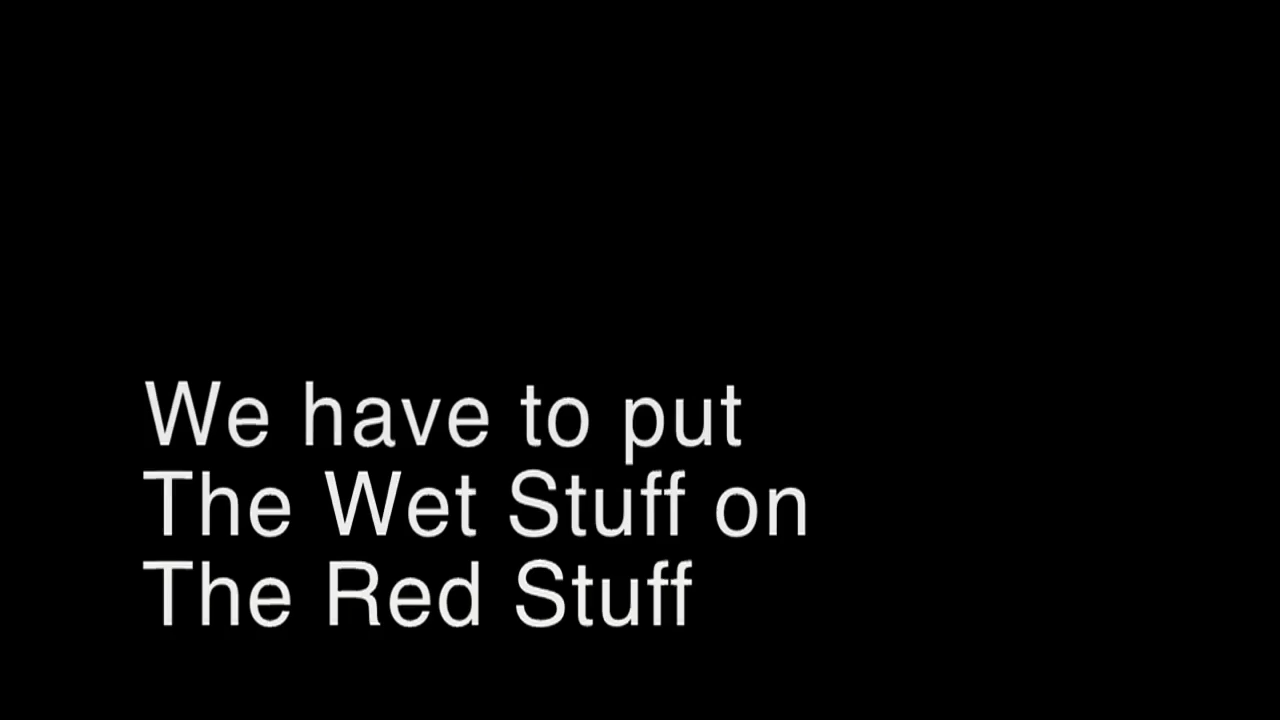 We have to put
The Wet Stuff on
The Red Stuff